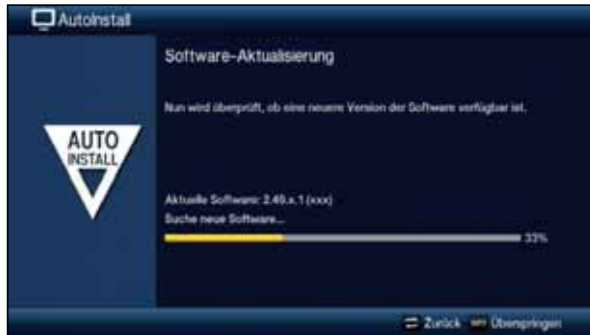 AutoInstall
Software-Aktualisierung
Nun wird überprüft, ob eine neuere Version der Software verfügbar ist.
AUTO
INSTALL
Aktuelle Software: 2.49.x.1 (xxx)
Suche neue Software...
33%
Zurück Überspringen